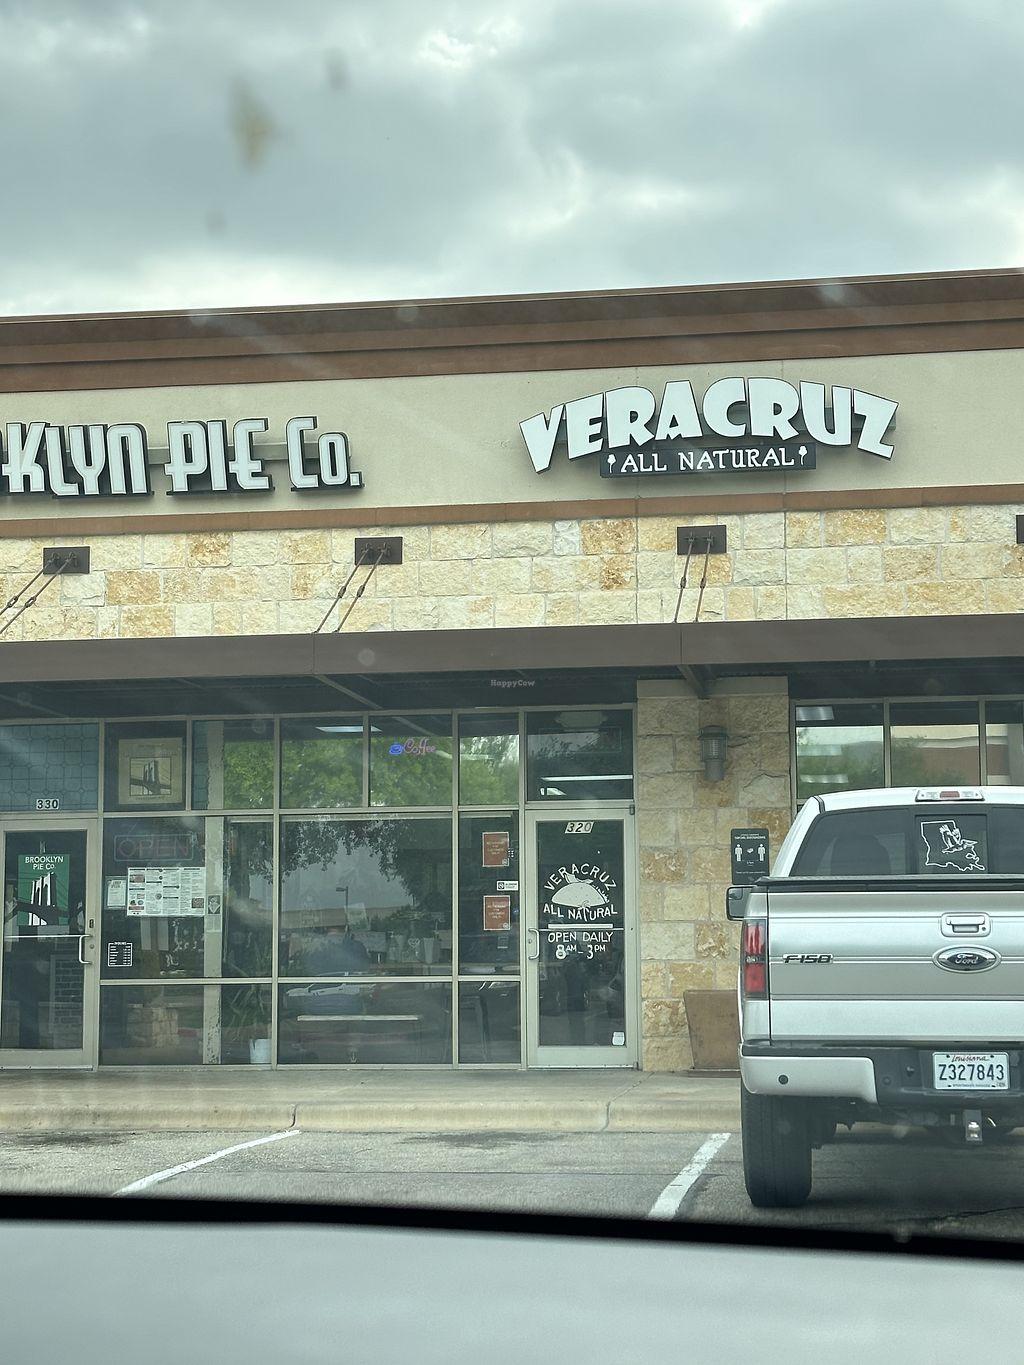 KLYN PIE Co.
VERACRUZ
ALL NATURAL
HappyCow
Coffee
330
320
OPEN
BROOKLYN
PIE Co.
VERACRUZ
ALL NATURAL
OPEN DAILY
8AM - 3PM
F-150
Ford
Louisiana
Z327843